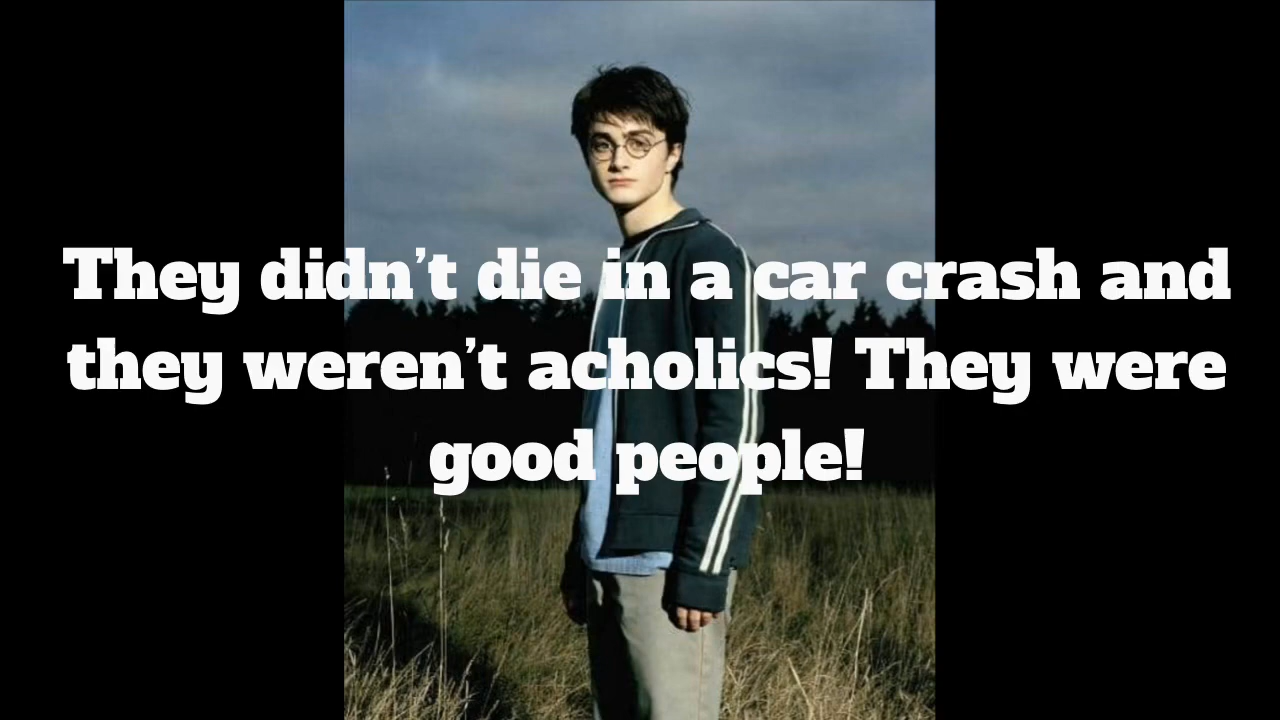 They didn’t die in a car crash and
they weren’t acholics! They were
good people!